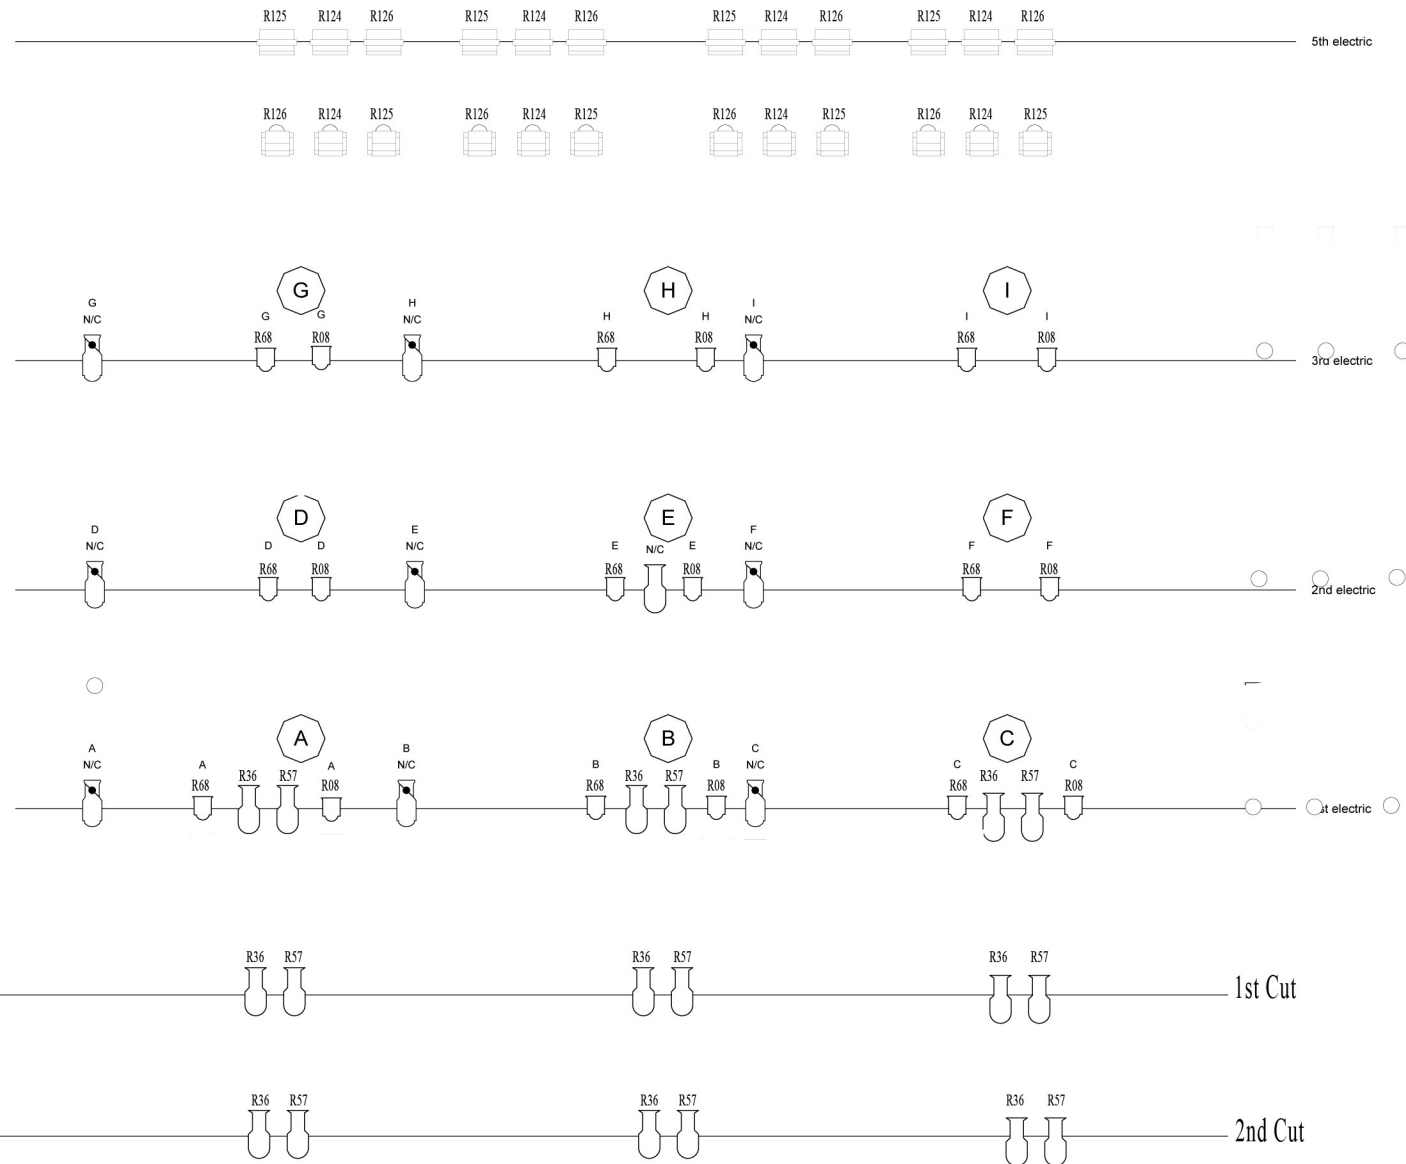 R125 R124 R126 R125 R124 R126 R125 R124 R126 R125 R124 R126
5th electric
R126 R124 R125 R126 R124 R125 R126 R124 R125 R126 R124 R125
G H I
G H I
G G H H I I
N/C N/C N/C
R68 R08 R68 R08 R68 R08
3rd electric
D E F
D E F
N/C D D N/C E N/C E N/C F F
R68 R08 R68 R08 R68 R08
2nd electric
A B C
A B C
N/C A A N/C B B N/C C C
R68 R36 R57 R08 R68 R36 R57 R08 R68 R36 R57 R08
st electric
R36 R57 R36 R57 R36 R57
1st Cut
R36 R57 R36 R57 R36 R57
2nd Cut